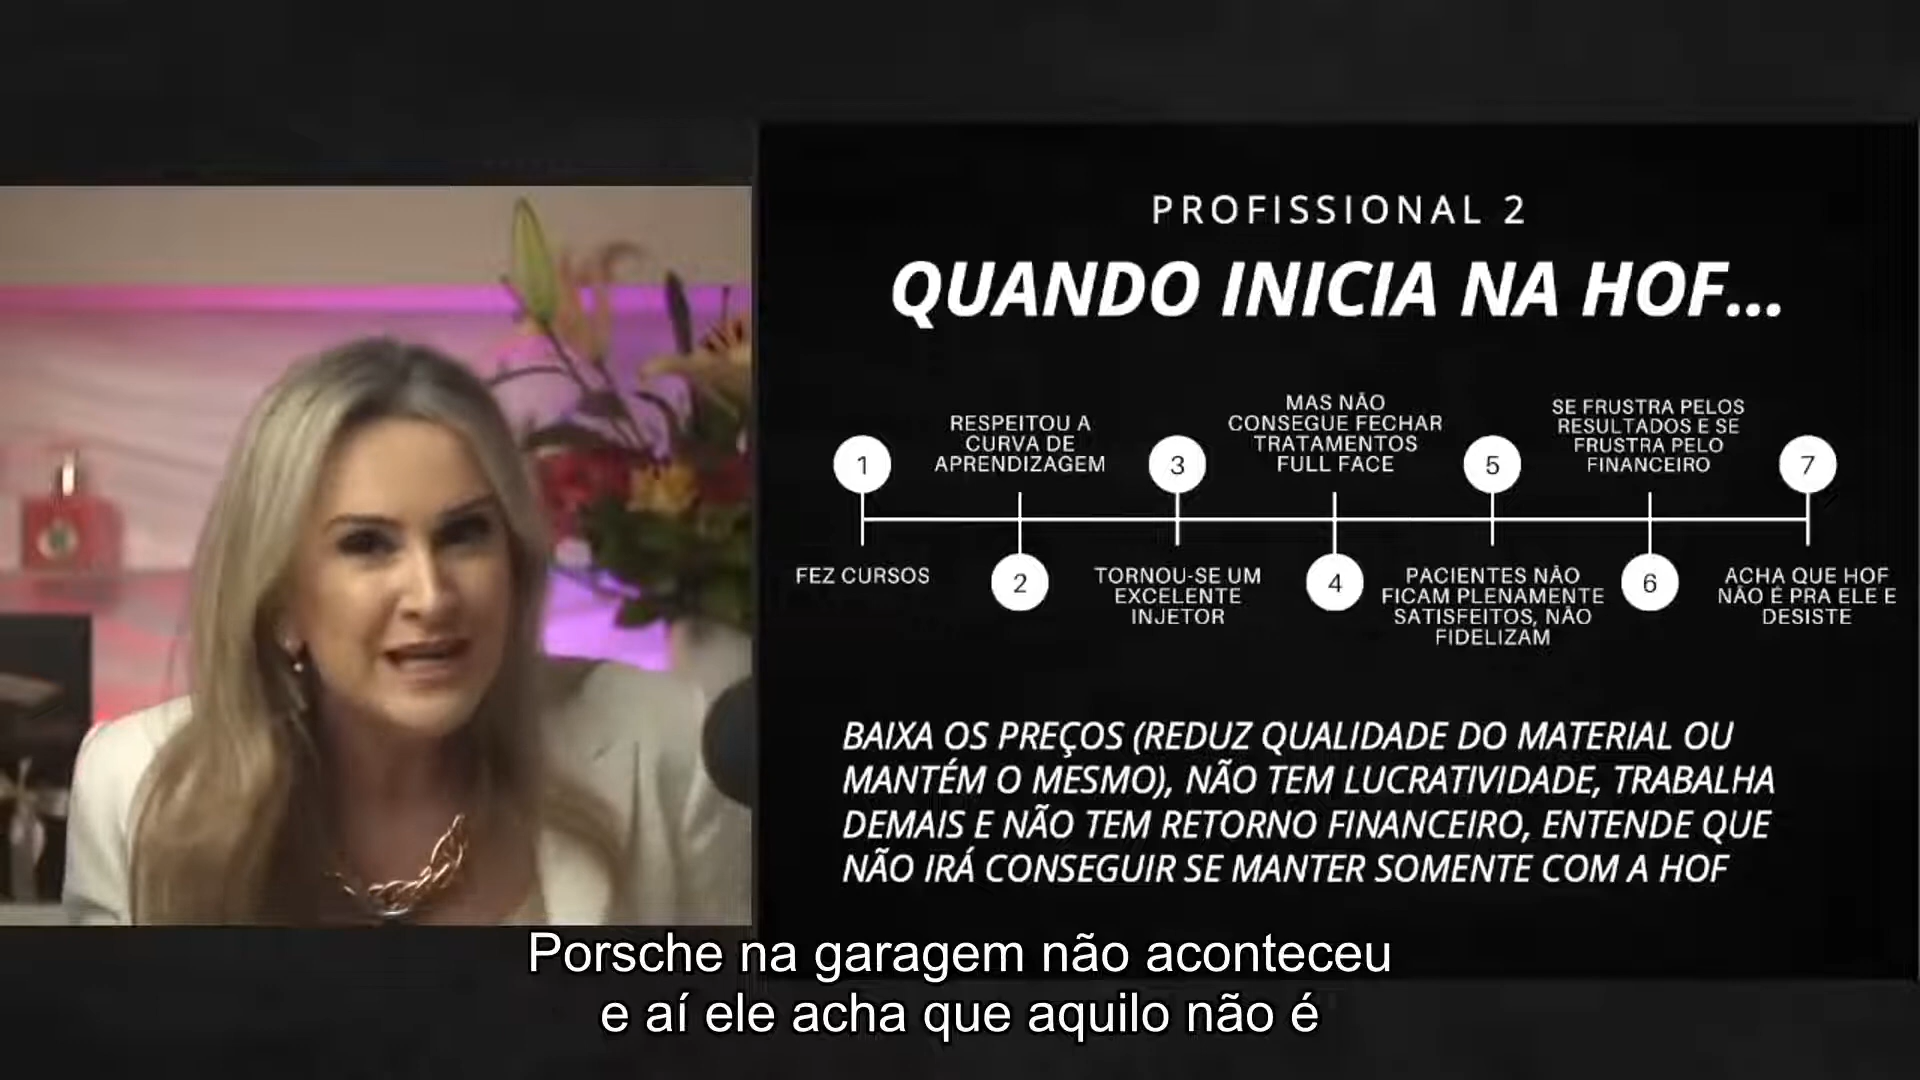 PROFISSIONAL 2
QUANDO INICIA NA HOF...
1
FEZ CURSOS
RESPEITOU A
CURVA DE
APRENDIZAGEM
2
3
TORNOU-SE UM
EXCELENTE
INJETOR
MAS NÃO
CONSEGUE FECHAR
TRATAMENTOS
FULL FACE
4
5
PACIENTES NÃO
FICAM PLENAMENTE
SATISFEITOS, NÃO
FIDELIZAM
SE FRUSTRA PELOS
RESULTADOS E SE
FRUSTRA PELO
FINANCEIRO
6
7
ACHA QUE HOF
NÃO É PRA ELE E
DESISTE
BAIXA OS PREÇOS (REDUZ QUALIDADE DO MATERIAL OU
MANTÉM O MESMO), NÃO TEM LUCRATIVIDADE, TRABALHA
DEMAIS E NÃO TEM RETORNO FINANCEIRO, ENTENDE QUE
NÃO IRÁ CONSEGUIR SE MANTER SOMENTE COM A HOF
Porsche na garagem não aconteceu
e aí ele acha que aquilo não é